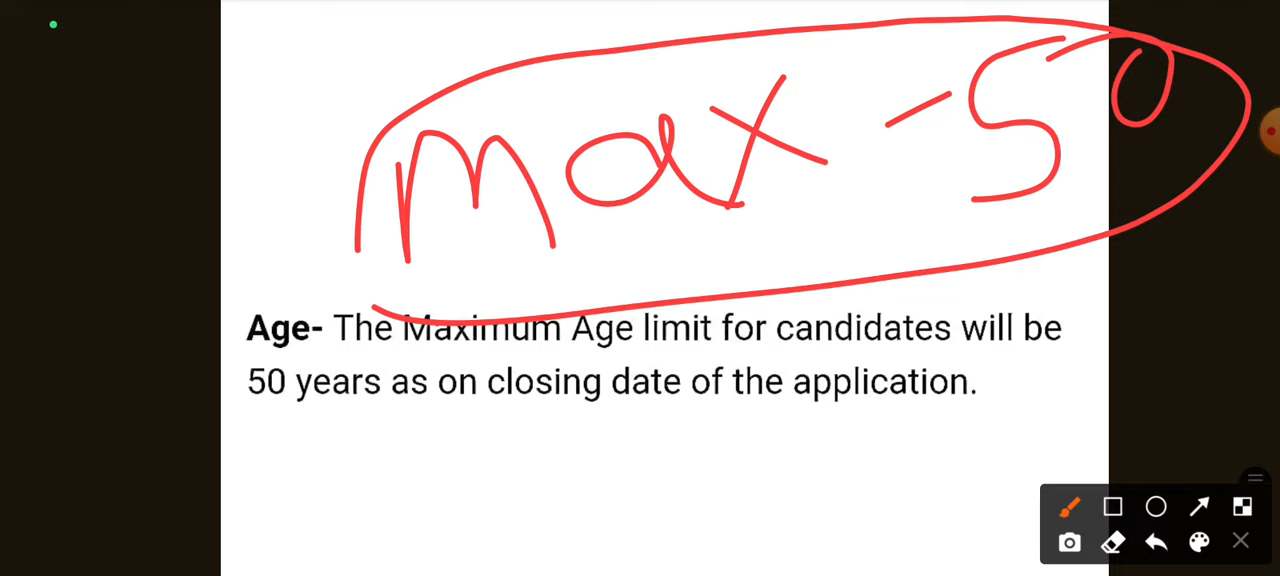 max - 50
Age- The Maximum Age limit for candidates will be
50 years as on closing date of the application.